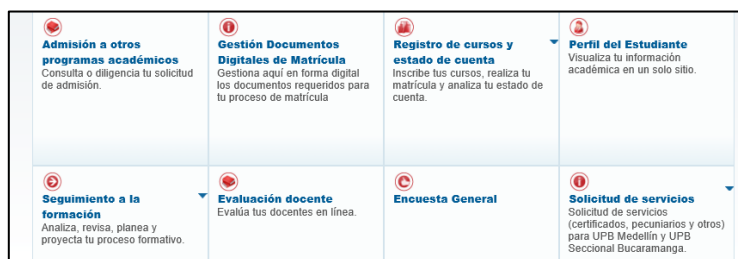 Admisión a otros
programas académicos
Consulta o diligencia tu solicitud
de admisión.
Gestión Documentos
Digitales de Matrícula
Gestiona aquí en forma digital
los documentos requeridos para
tu proceso de matrícula
Registro de cursos y
estado de cuenta
Inscribe tus cursos, realiza tu
matrícula y analiza tu estado de
cuenta.
Perfil del Estudiante
Visualiza tu información
académica en un solo sitio.
Seguimiento a la
formación
Analiza, revisa, planea y
proyecta tu proceso formativo.
Evaluación docente
Evalúa tus docentes en línea.
Encuesta General
Solicitud de servicios
Solicitud de servicios
(certificados, pecuniarios y otros)
para UPB Medellín y UPB
Seccional Bucaramanga.